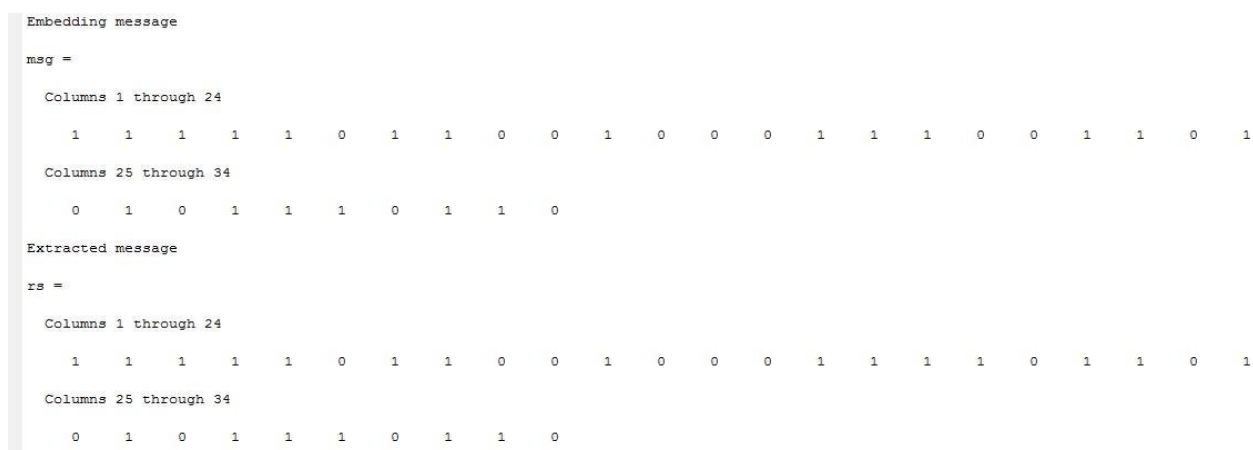 Embedding message
msg =
Columns 1 through 24
1 1 1 1 1 0 1 1 0 0 1 0 0 0 1 1 1 0 0 1 1 0 1
Columns 25 through 34
0 1 0 1 1 1 0 1 1 0
Extracted message
rs =
Columns 1 through 24
1 1 1 1 1 0 1 1 0 0 1 0 0 0 1 1 1 1 0 1 1 0 1
Columns 25 through 34
0 1 0 1 1 1 0 1 1 0